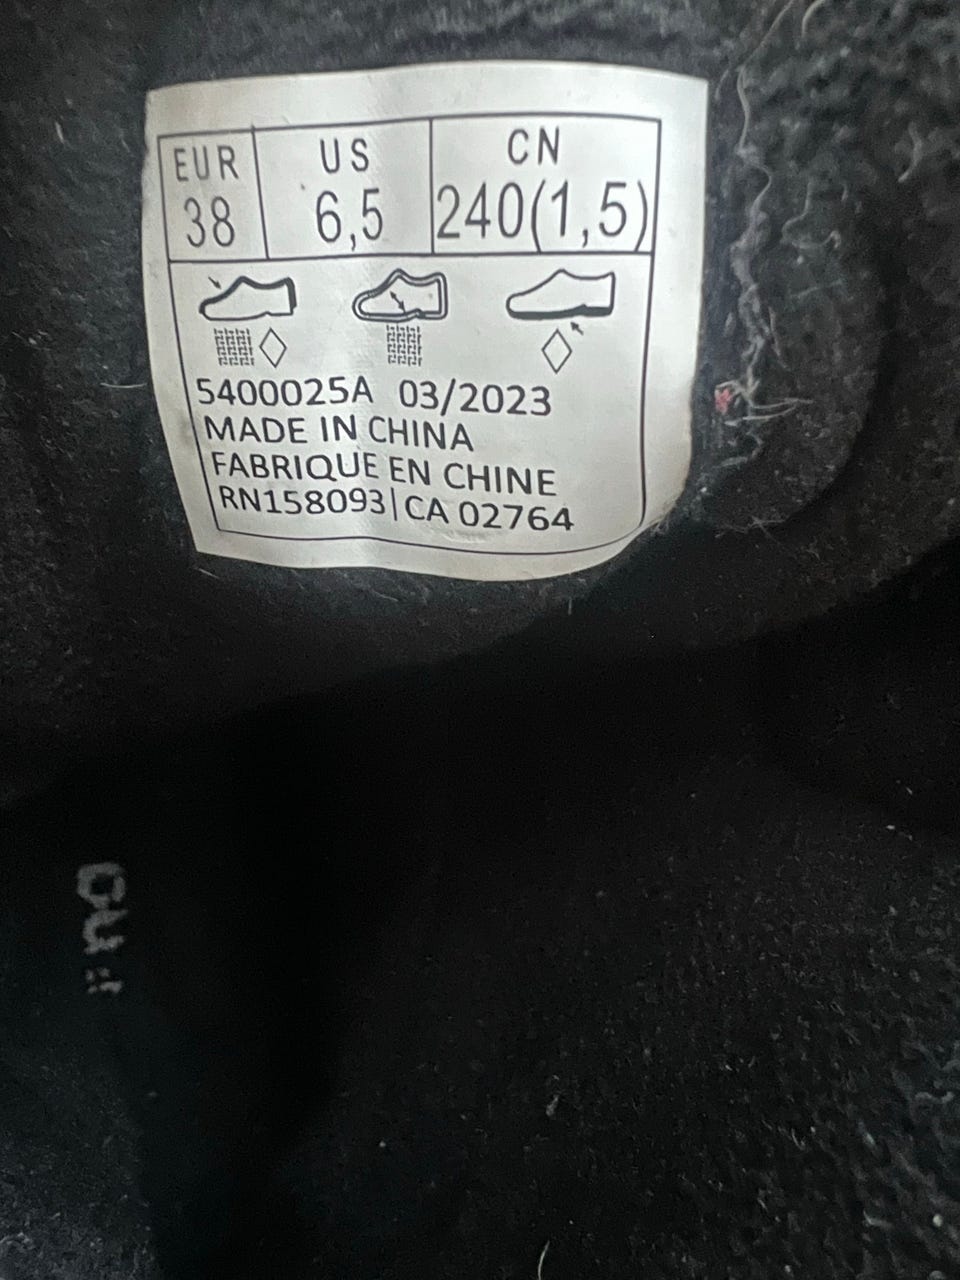 EUR US CN
38 6,5 240(1,5)
5400025A 03/2023
MADE IN CHINA
FABRIQUE EN CHINE
RN158093|CA 02764